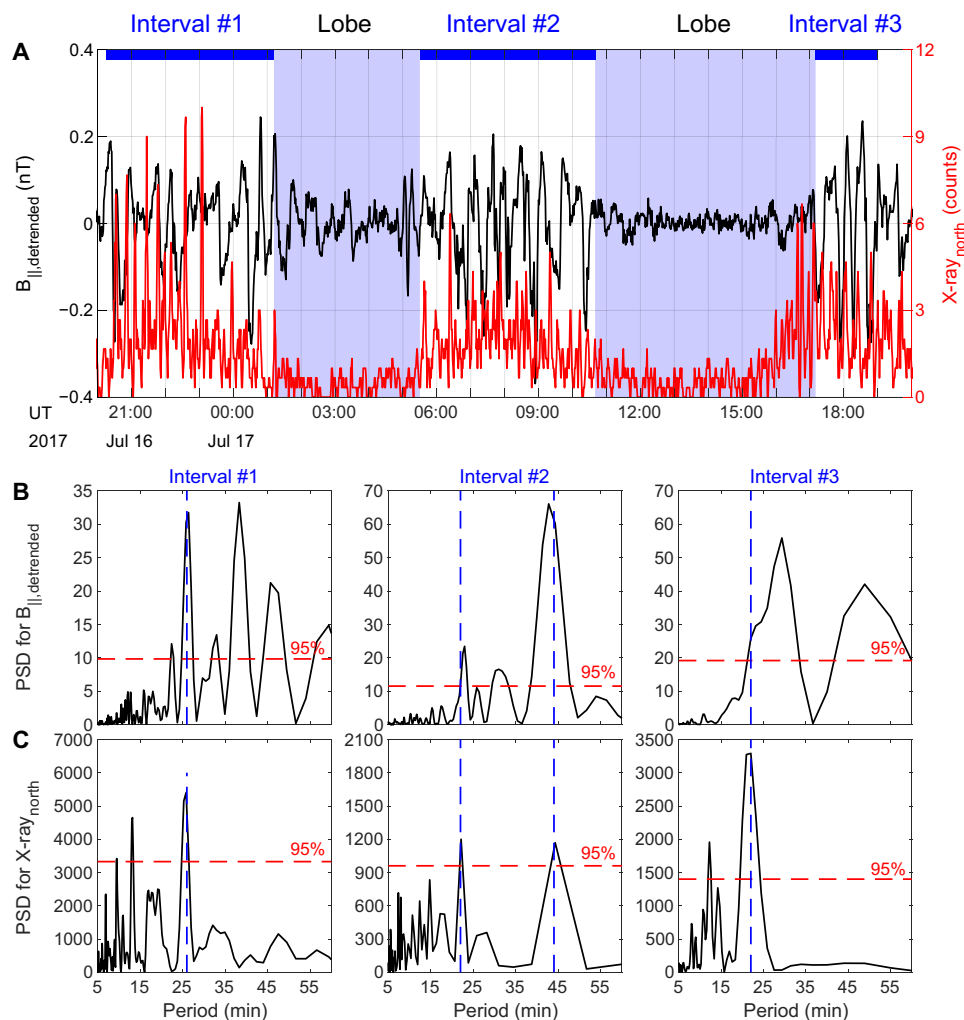 Interval #1 Lobe Interval #2 Lobe Interval #3
A
0.4 12
0.2 9
0 6
−0.2 3
−0.4 0
B||,detrended (nT)
X-raynorth (counts)
UT 21:00 00:00 03:00 06:00 09:00 12:00 15:00 18:00
2017 Jul 16 Jul 17
B
Interval #1 Interval #2 Interval #3
PSD for B||,detrended
35 70 70
30 60 60
25 50 50
20 40 40
15 30 30
10 20 20
5 10 10
0 0 0
95% 95% 95%
C
PSD for X-raynorth
7000 2100 3500
6000 1800 3000
5000 1500 2500
4000 1200 2000
3000 900 1500
2000 600 1000
1000 300 500
0 0 0
95% 95% 95%
5 15 25 35 45 55 5 15 25 35 45 55 5 15 25 35 45 55
Period (min) Period (min) Period (min)